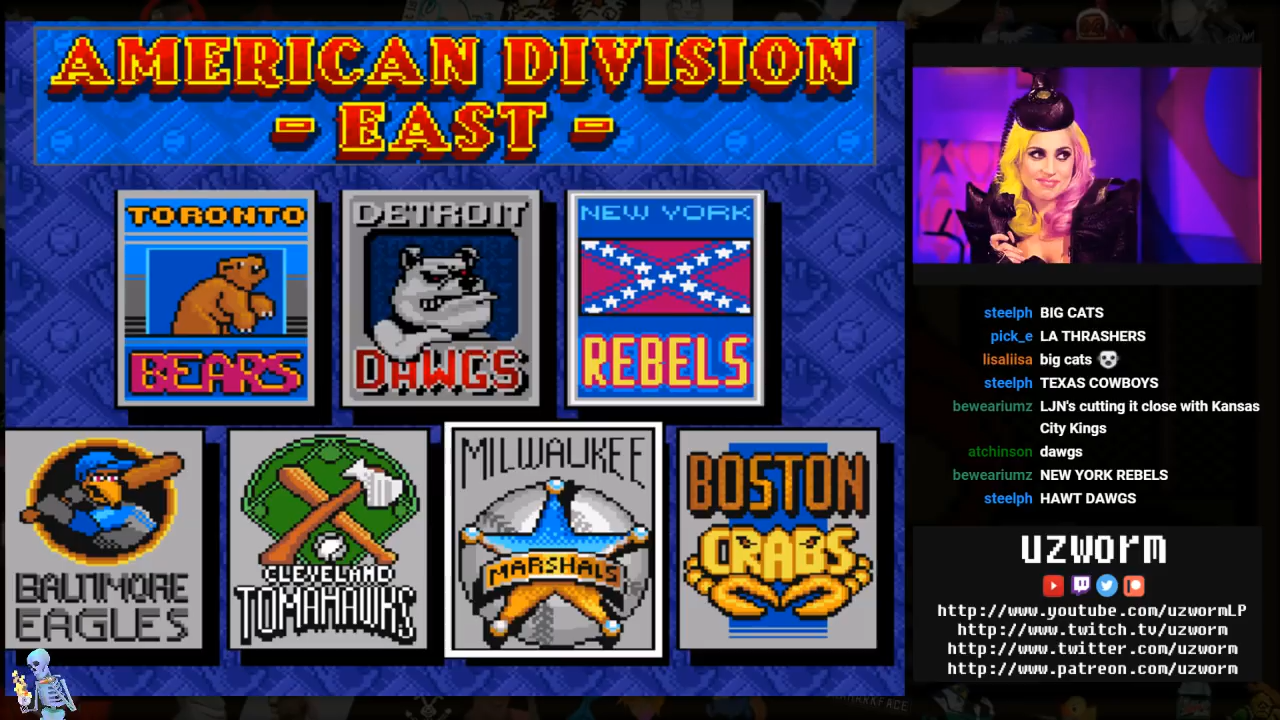 AMERICAN DIVISION
- EAST -
TORONTO
BEARS
DETROIT
DAWGS
NEW YORK
REBELS
BALTIMORE
EAGLES
CLEVELAND
TOMAHAWKS
MILWAUKEE
MARSHALS
BOSTON
CRABS
steelph BIG CATS
pick_e LA THRASHERS
lisaliisa big cats
steelph TEXAS COWBOYS
beweariumz LJN's cutting it close with Kansas
City Kings
atchinson dawgs
beweariumz NEW YORK REBELS
steelph HAWT DAWGS
uzworm
http://www.youtube.com/uzwormLP
http://www.twitch.tv/uzworm
http://www.twitter.com/uzworm
http://www.patreon.com/uzworm